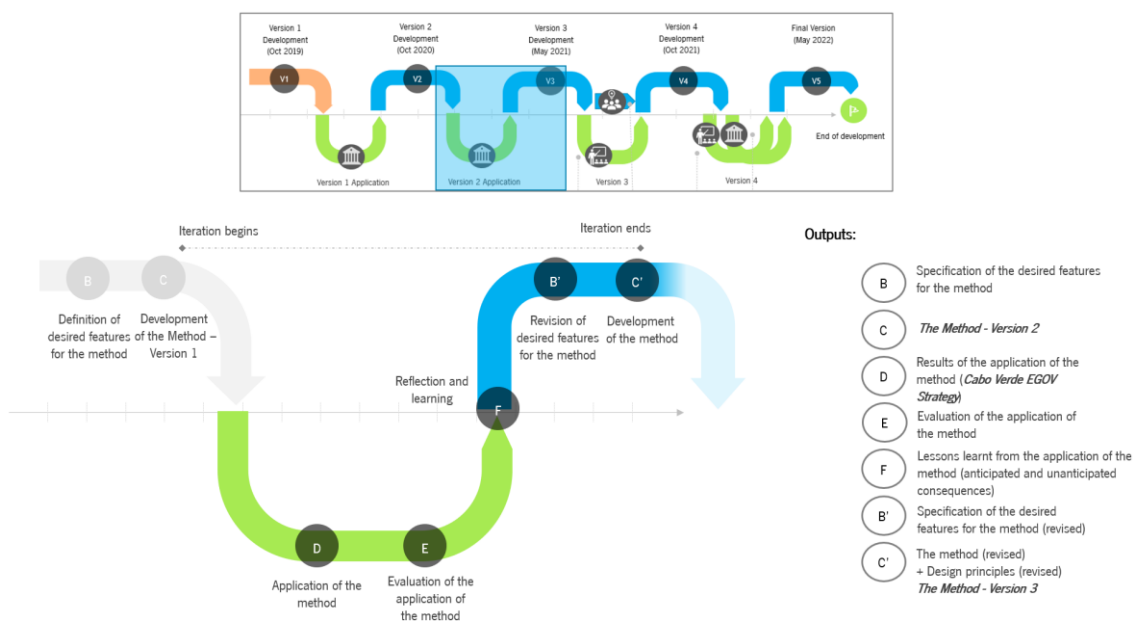 Version 1
Development
(Oct 2019)
Version 2
Development
(Oct 2020)
Version 3
Development
(May 2021)
Version 4
Development
(Oct 2021)
Final Version
(May 2022)
V1
V2
V3
V4
V5
End of development
Version 1 Application
Version 2 Application
Version 3
Version 4
Iteration begins
Iteration ends
B
C
B'
C'
Definition of
desired features
for the method
Development
of the Method –
Version 1
Revision of
desired features
for the method
Development
of the method
Reflection and
learning
F
D
E
Application of the
method
Evaluation of the
application of
the method
Outputs:
B
Specification of the desired features
for the method
C
The Method - Version 2
D
Results of the application of the
method (Cabo Verde EGOV
Strategy)
E
Evaluation of the application of
the method
F
Lessons learnt from the application of the
method (anticipated and unanticipated
consequences)
B'
Specification of the desired
features for the method (revised)
C'
The method (revised)
+ Design principles (revised)
The Method - Version 3